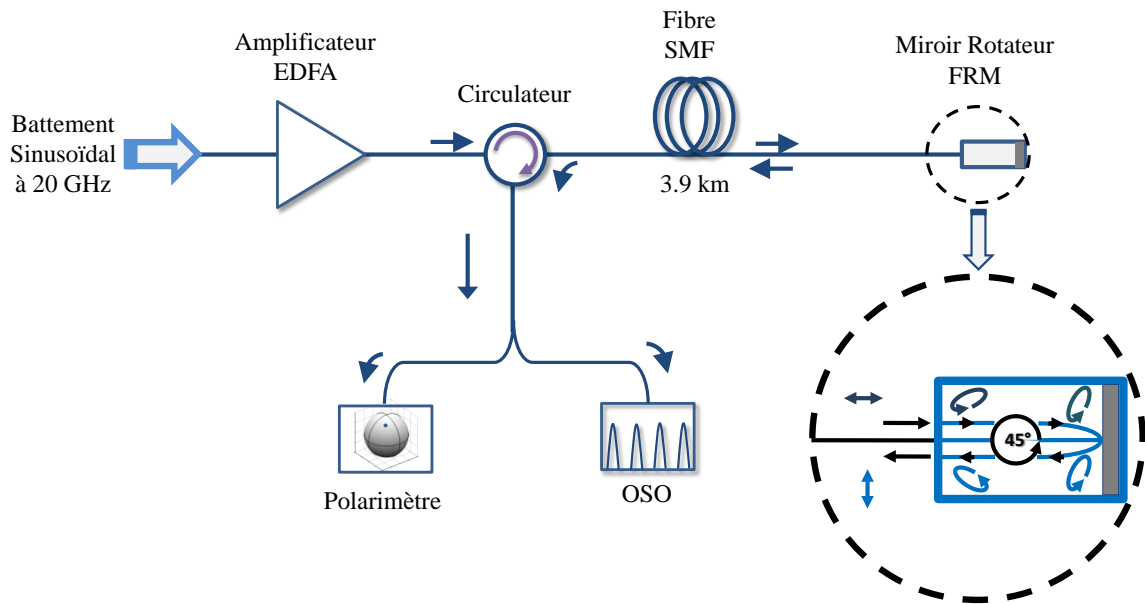 Fibre
SMF
Amplificateur
EDFA
Miroir Rotateur
FRM
Circulateur
Battement
Sinusoïdal
à 20 GHz
3.9 km
45°
Polarimètre
OSO